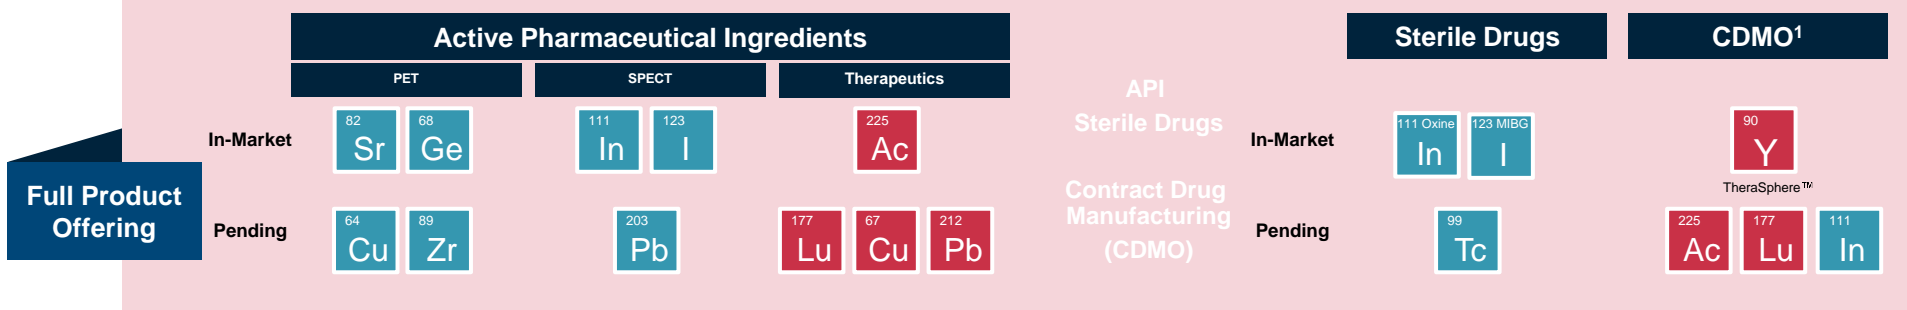 Active Pharmaceutical Ingredients
Sterile Drugs
CDMO¹
PET
SPECT
Therapeutics
API
Sterile Drugs
Contract Drug
Manufacturing
(CDMO)
Full Product
Offering
In-Market
82
Sr
68
Ge
111
In
123
I
225
Ac
Pending
64
Cu
89
Zr
203
Pb
177
Lu
67
Cu
212
Pb
In-Market
111 Oxine
In
123 MIBG
I
90
Y
TheraSphere™
Pending
99
Tc
225
Ac
177
Lu
111
In